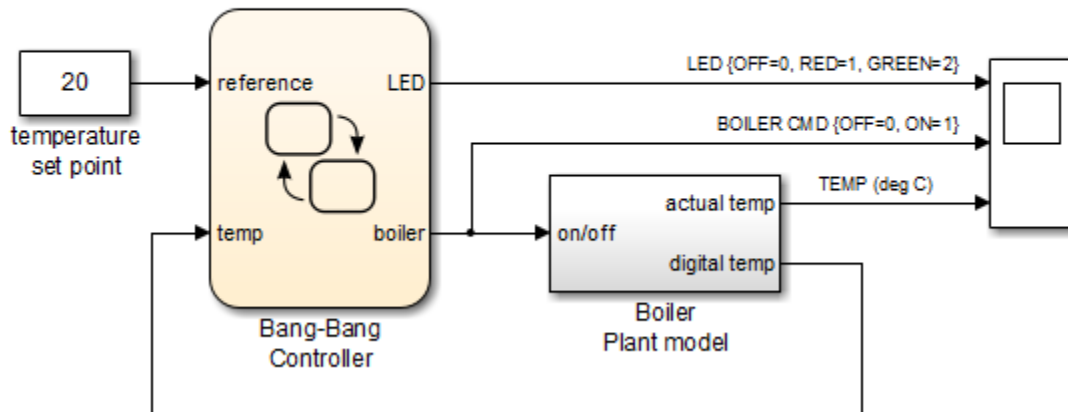 20
temperature
set point
reference
LED
temp
boiler
Bang-Bang
Controller
LED {OFF=0, RED=1, GREEN=2}
BOILER CMD {OFF=0, ON=1}
TEMP (deg C)
actual temp
on/off
digital temp
Boiler
Plant model